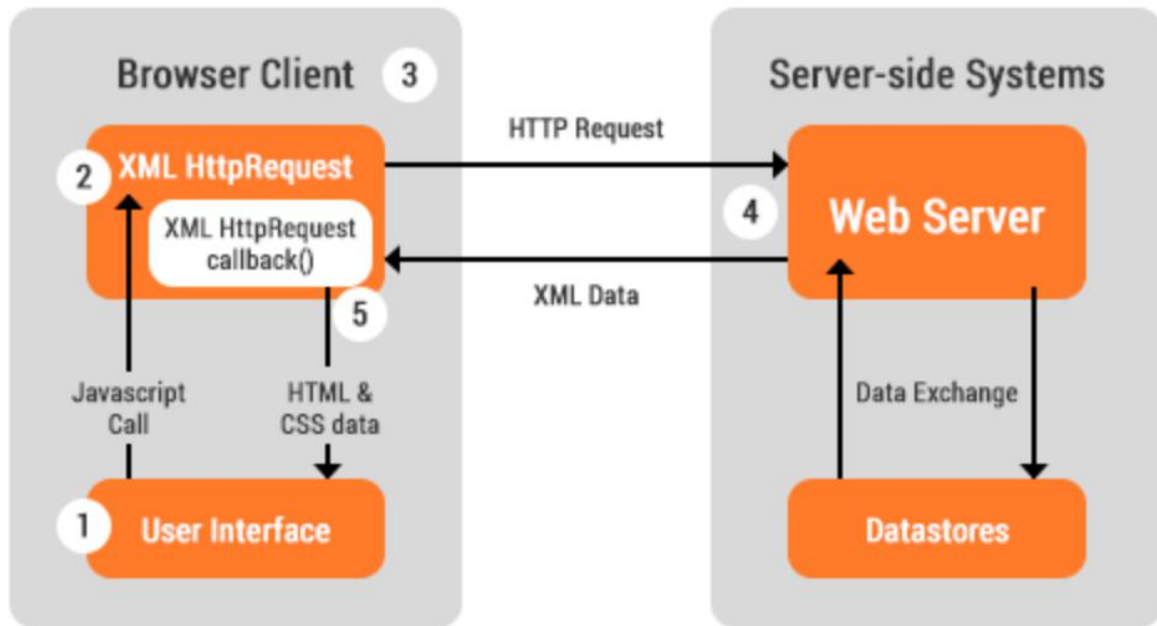 Browser Client
3
Server-side Systems
HTTP Request
2
XML HttpRequest
XML HttpRequest
callback()
4
Web Server
XML Data
5
Javascript
Call
HTML &
CSS data
Data Exchange
1
User Interface
Datastores